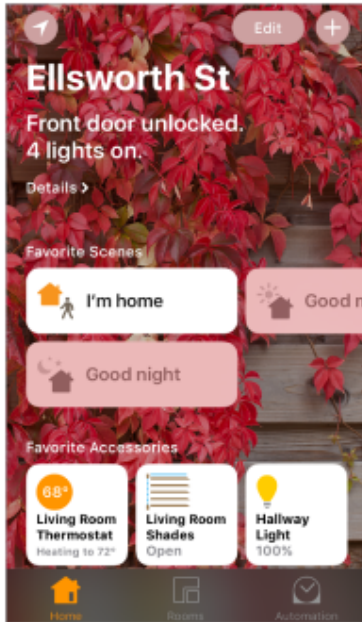 Edit
Ellsworth St
Front door unlocked.
4 lights on.
Details
Favorite Scenes
I'm home
Good
Good night
Favorite Accessories
68°
Living Room
Thermostat
Heating to 72°
Living Room
Shades
Open
Hallway
Light
100%
Home
Rooms
Automation